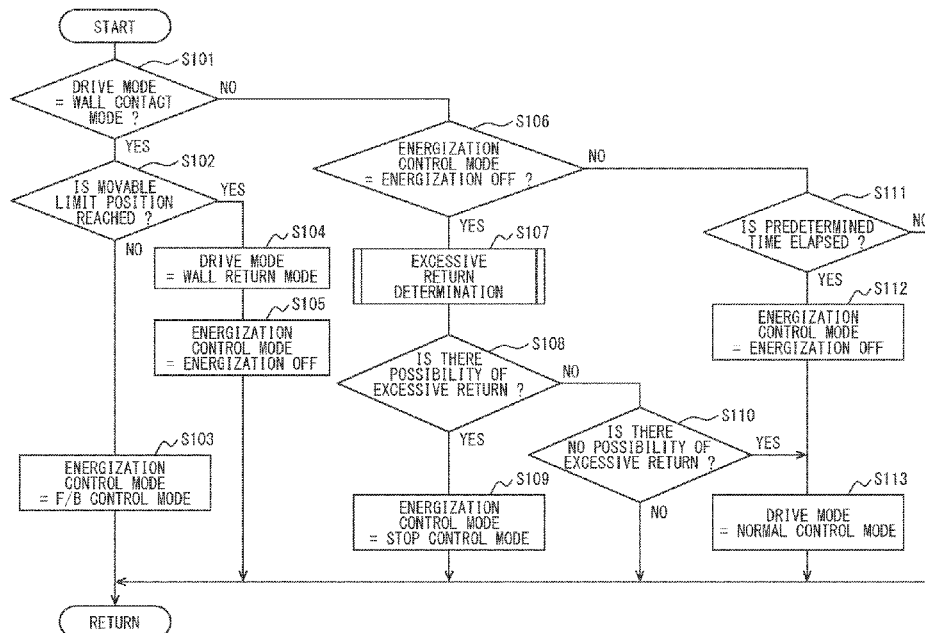 START
S101
DRIVE MODE
= WALL CONTACT
MODE ?
NO
YES
S102
IS MOVABLE
LIMIT POSITION
REACHED ?
YES
NO
S104
DRIVE MODE
= WALL RETURN MODE
S105
ENERGIZATION
CONTROL MODE
= ENERGIZATION OFF
S103
ENERGIZATION
CONTROL MODE
= F/B CONTROL MODE
S106
ENERGIZATION
CONTROL MODE
= ENERGIZATION OFF ?
NO
YES
S107
EXCESSIVE
RETURN
DETERMINATION
S108
IS THERE
POSSIBILITY OF
EXCESSIVE RETURN ?
NO
YES
S109
ENERGIZATION
CONTROL MODE
= STOP CONTROL MODE
S110
IS THERE
NO POSSIBILITY OF
EXCESSIVE RETURN ?
YES
NO
S111
IS PREDETERMINED
TIME ELAPSED ?
NO
YES
S112
ENERGIZATION
CONTROL MODE
= ENERGIZATION OFF
S113
DRIVE MODE
= NORMAL CONTROL MODE
RETURN